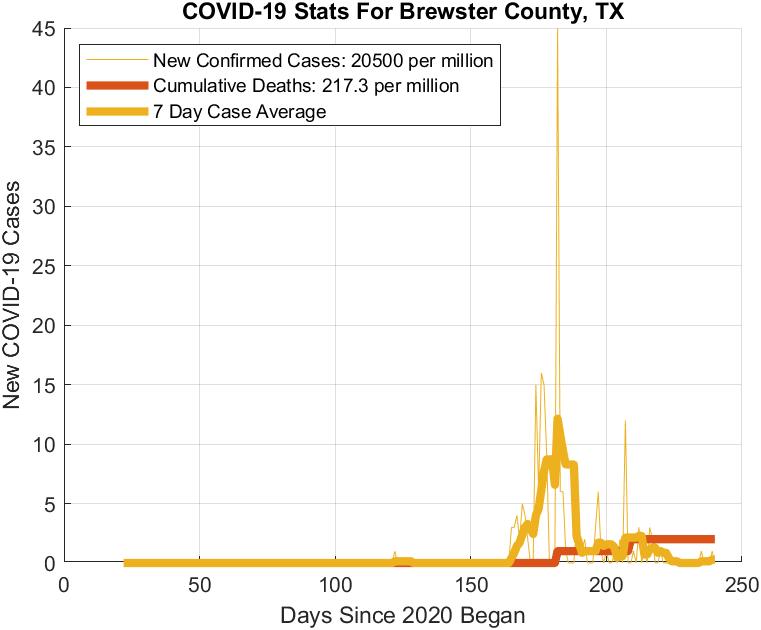 COVID-19 Stats For Brewster County, TX
New Confirmed Cases: 20500 per million
Cumulative Deaths: 217.3 per million
7 Day Case Average
New COVID-19 Cases
45
40
35
30
25
20
15
10
5
0
0 50 100 150 200 250
Days Since 2020 Began